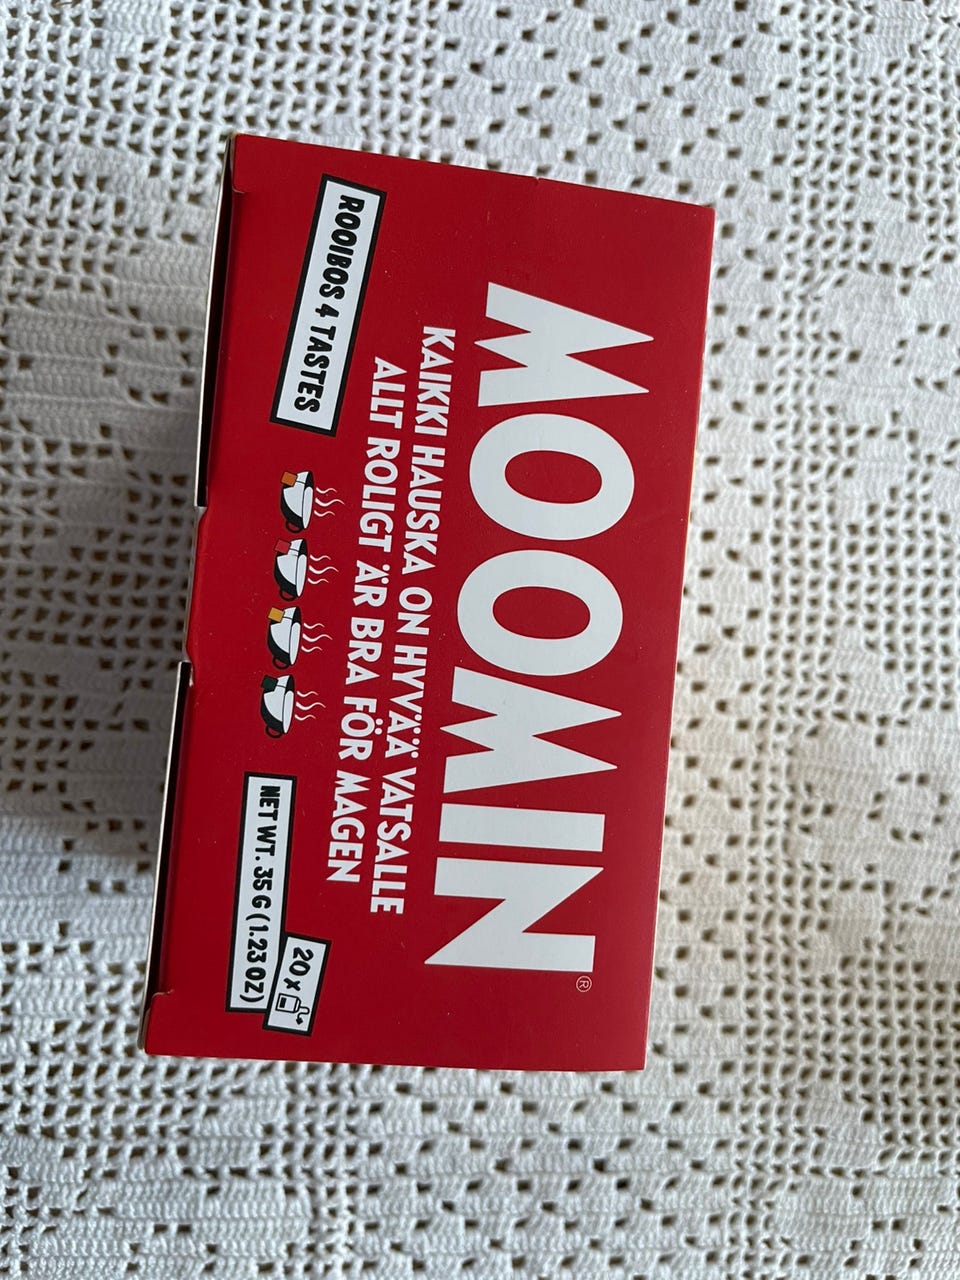 MOOMIN®
KAIKKI HAUSKA ON HYVÄÄ VATSALLE
ALLT ROLIGT ÄR BRA FÖR MAGEN
ROOIBOS 4 TASTES
20 x
NET WT. 35 G (1.23 OZ)